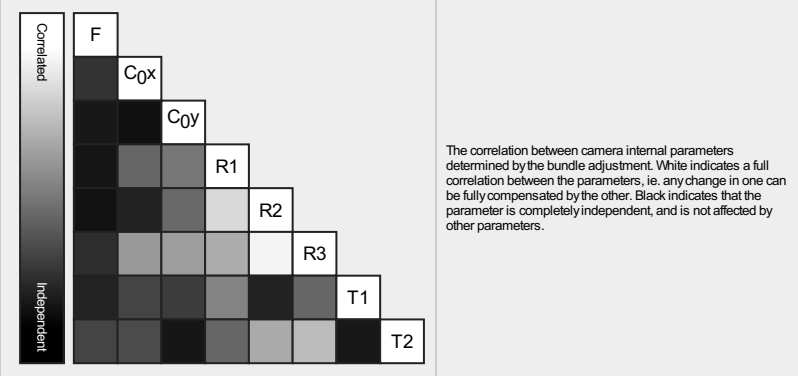 Correlated
Independent
F
C0x
C0y
R1
R2
R3
T1
T2
The correlation between camera internal parameters
determined by the bundle adjustment. White indicates a full
correlation between the parameters, ie. any change in one can
be fully compensated by the other. Black indicates that the
parameter is completely independent, and is not affected by
other parameters.